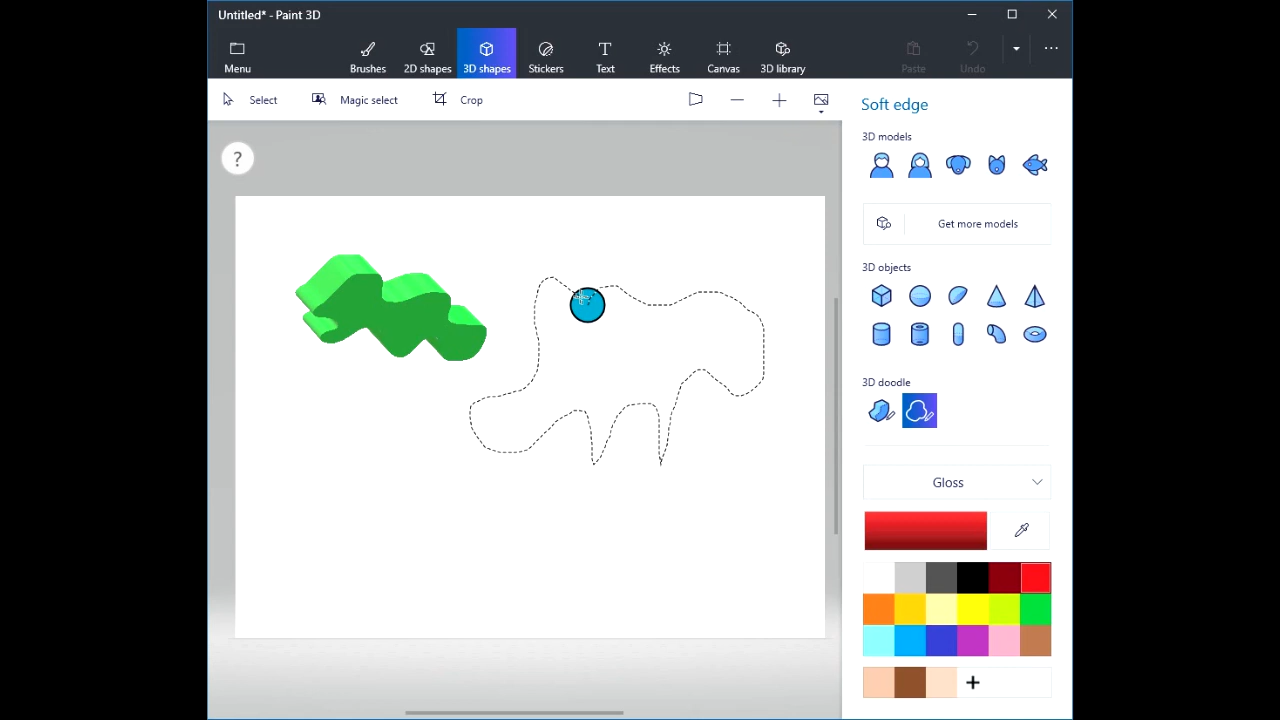 Untitled* - Paint 3D
Menu
Brushes
2D shapes
3D shapes
Stickers
Text
Effects
Canvas
3D library
Paste
Undo
Select
Magic select
Crop
Soft edge
?
3D models
Get more models
3D objects
3D doodle
Gloss